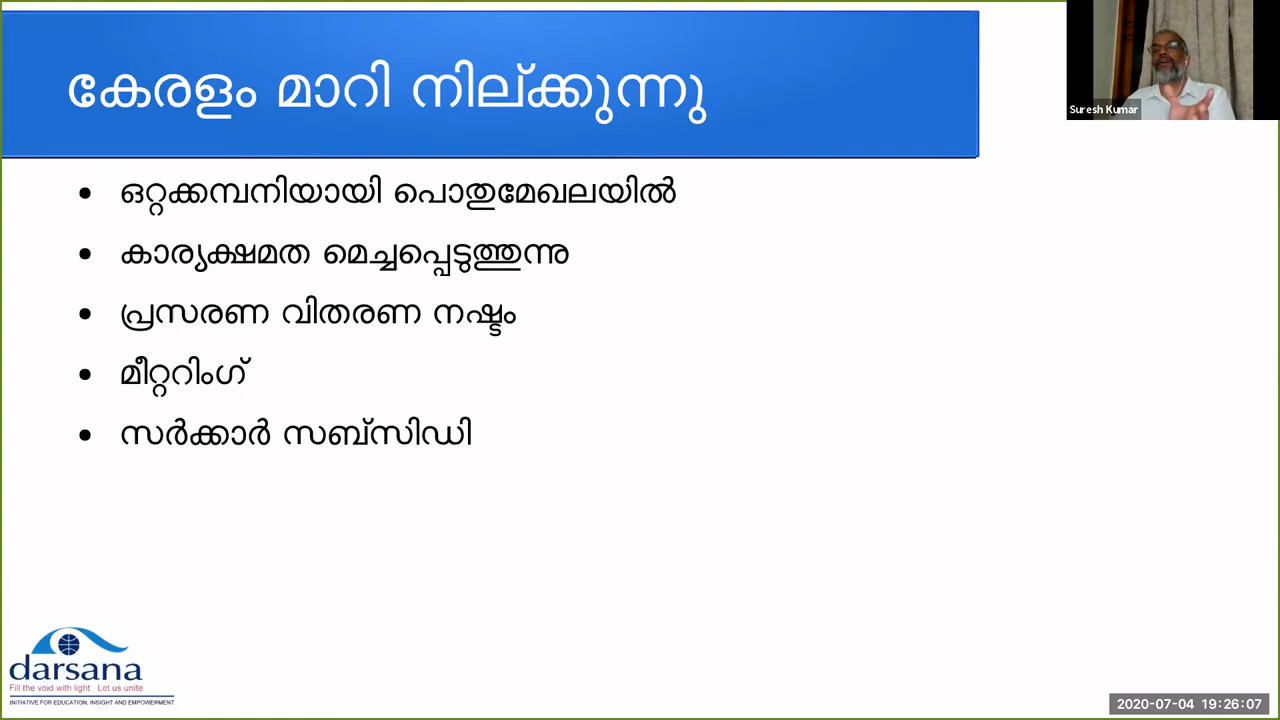 കേരളം മാറി നില്ക്കുന്നു
Suresh Kumar
• ഒറ്റക്കമ്പനിയായി പൊതുമേഖലയിൽ
• കാര്യക്ഷമത മെച്ചപ്പെടുത്തുന്നു
• പ്രസരണ വിതരണ നഷ്ടം
• മീറ്ററിംഗ്
• സർക്കാർ സബ്സിഡി
darsana
Fill the void with light Let us unite
INITIATIVE FOR EDUCATION, INSIGHT AND EMPOWERMENT
2020-07-04 19:26:07